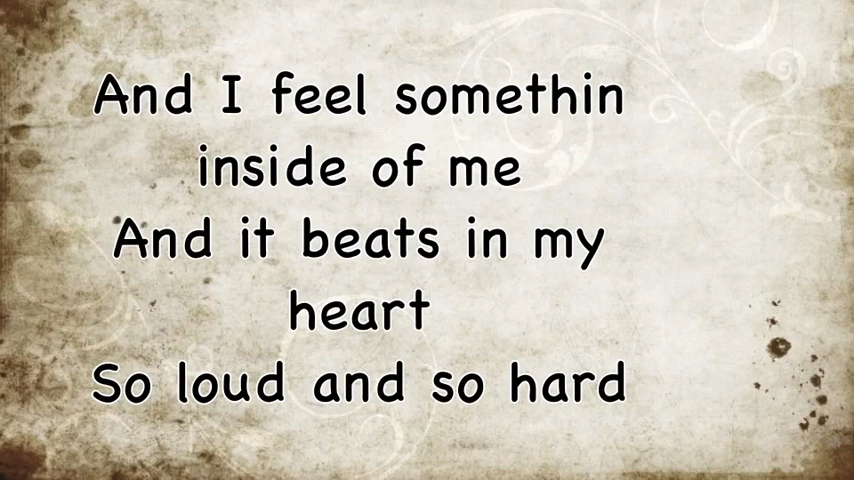 And I feel somethin
inside of me
And it beats in my
heart
So loud and so hard